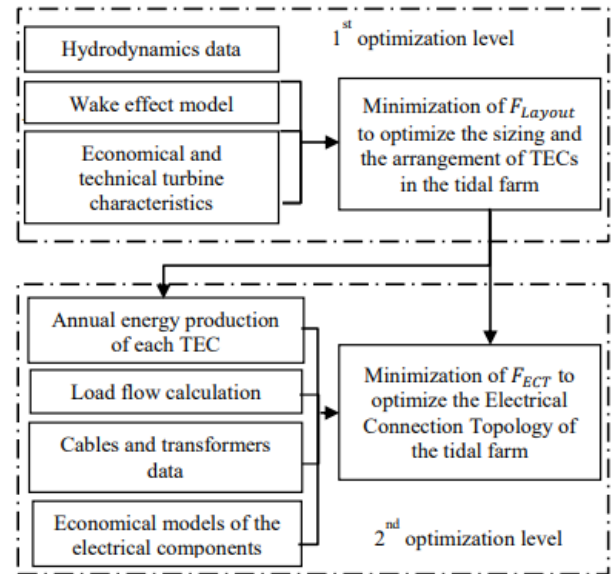 1st optimization level
Hydrodynamics data
Wake effect model
Economical and
technical turbine
characteristics
Minimization of F_Layout
to optimize the sizing and
the arrangement of TECs
in the tidal farm
Annual energy production
of each TEC
Load flow calculation
Cables and transformers
data
Economical models of the
electrical components
Minimization of F_ECT to
optimize the Electrical
Connection Topology of
the tidal farm
2nd optimization level